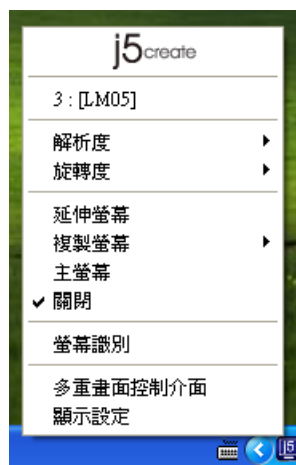 j5create
3 : [LM05]
解析度
旋轉度
延伸螢幕
複製螢幕
主螢幕
關閉
螢幕識別
多重畫面控制介面
顯示設定
j5